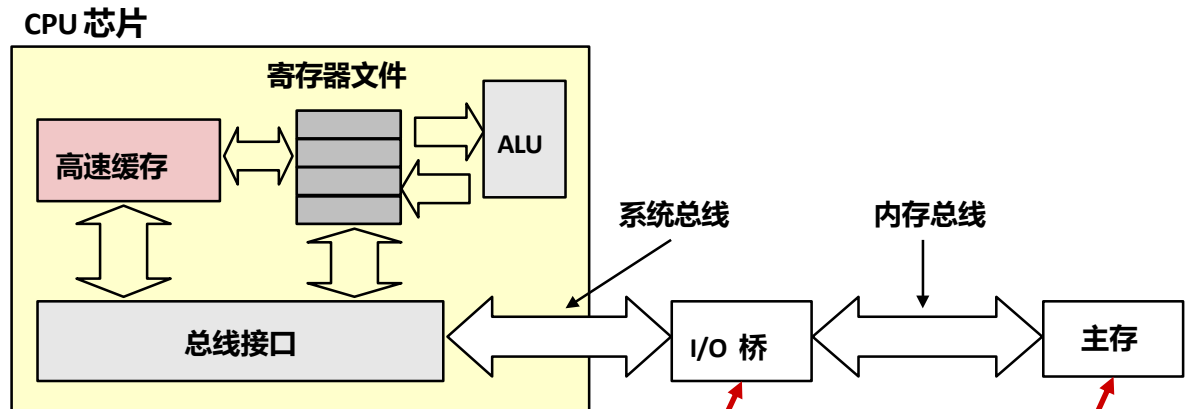 CPU 芯片
寄存器文件
高速缓存
ALU
系统总线
内存总线
总线接口
I/O 桥
主存